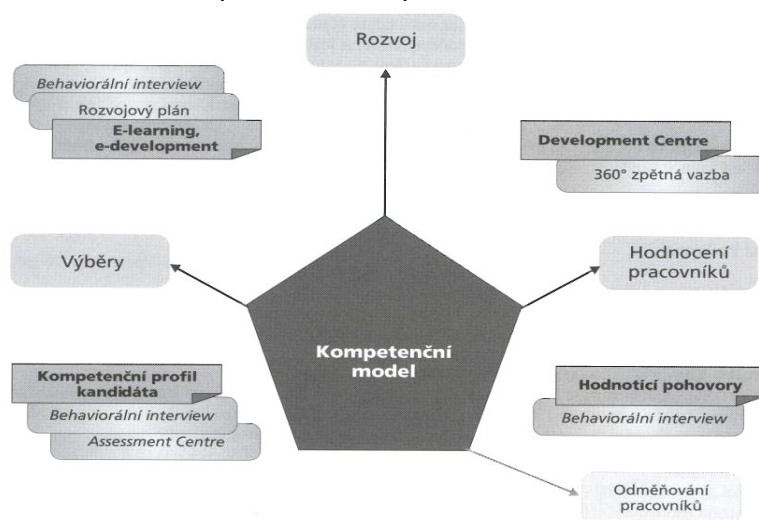 Rozvoj
Behaviorální interview
Rozvojový plán
E-learning,
e-development
Development Centre
360° zpětná vazba
Výběry
Hodnocení
pracovníků
Kompetenční
model
Kompetenční profil
kandidáta
Behaviorální interview
Assessment Centre
Hodnotící pohovory
Behaviorální interview
Odměňování
pracovníků